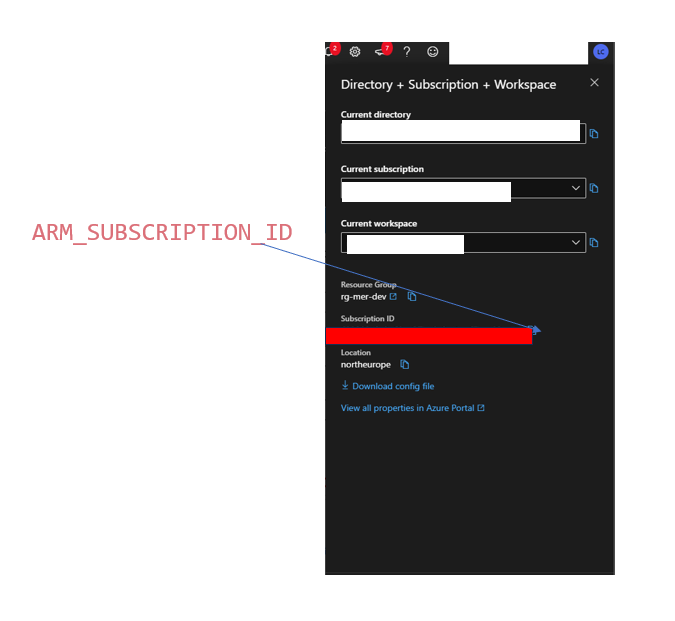 2
7
?
LC
Directory + Subscription + Workspace
Current directory
Current subscription
Current workspace
ARM_SUBSCRIPTION_ID
Resource Group
rg-mer-dev
Subscription ID
Location
northeurope
Download config file
View all properties in Azure Portal